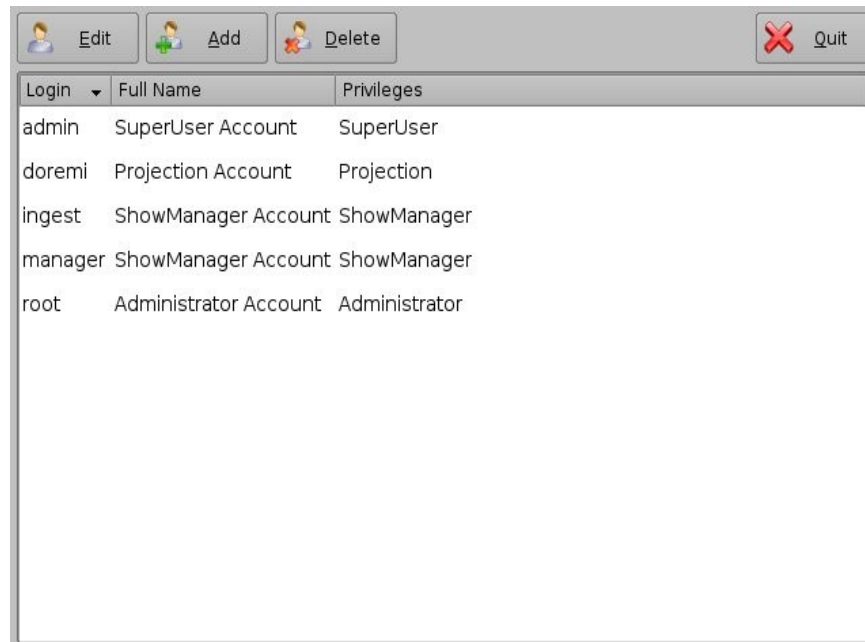 Edit Add Delete Quit
Login Full Name Privileges
admin SuperUser Account SuperUser
doremi Projection Account Projection
ingest ShowManager Account ShowManager
manager ShowManager Account ShowManager
root Administrator Account Administrator